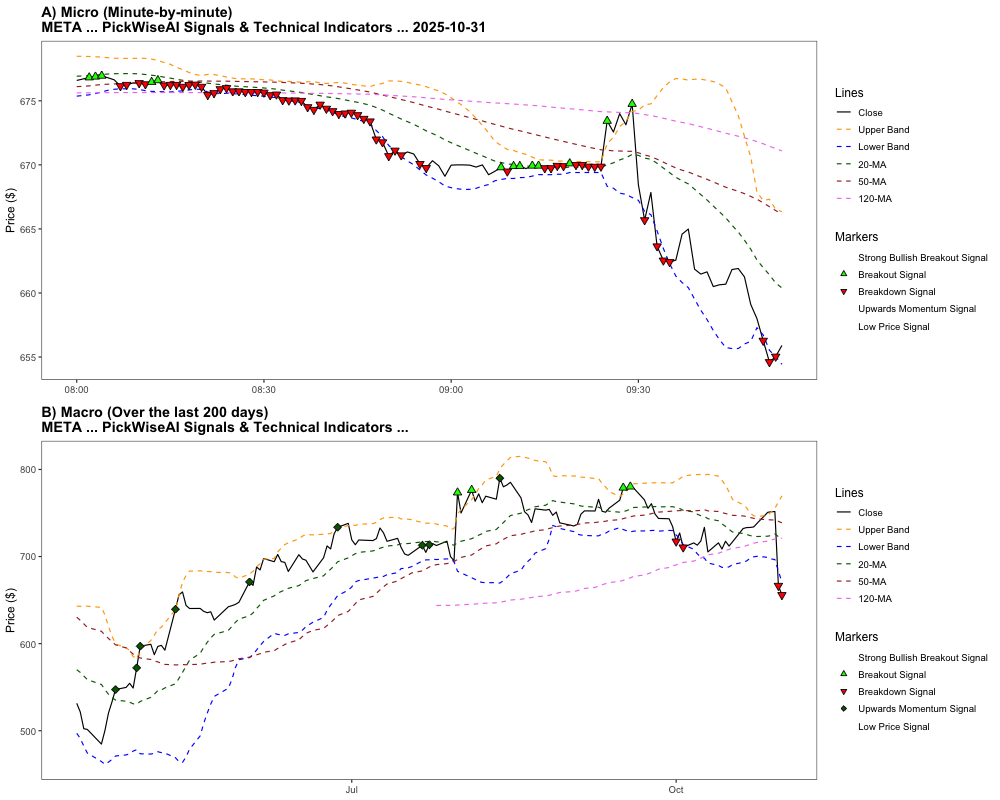 A) Micro (Minute-by-minute)
META ... PickWiseAI Signals & Technical Indicators ... 2025-10-31
Price ($)
675
670
665
660
655
08:00
08:30
09:00
09:30
Lines
Close
Upper Band
Lower Band
20-MA
50-MA
120-MA
Markers
Strong Bullish Breakout Signal
Breakout Signal
Breakdown Signal
Upwards Momentum Signal
Low Price Signal
B) Macro (Over the last 200 days)
META ... PickWiseAI Signals & Technical Indicators ...
Price ($)
800
700
600
500
Jul
Oct
Lines
Close
Upper Band
Lower Band
20-MA
50-MA
120-MA
Markers
Strong Bullish Breakout Signal
Breakout Signal
Breakdown Signal
Upwards Momentum Signal
Low Price Signal